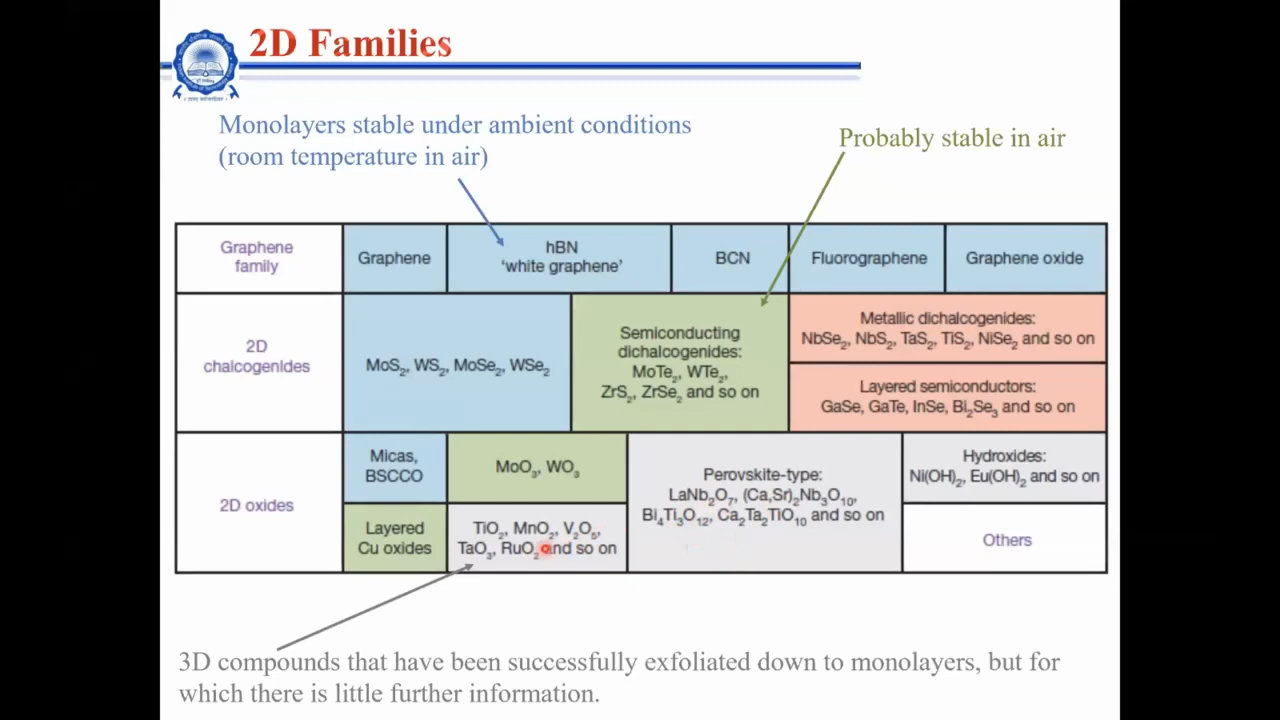 2D Families
Monolayers stable under ambient conditions
(room temperature in air)
Probably stable in air
Graphene
family
Graphene
hBN
‘white graphene’
BCN
Fluorographene
Graphene oxide
2D
chalcogenides
MoS₂, WS₂, MoSe₂, WSe₂
Semiconducting
dichalcogenides:
MoTe₂, WTe₂,
ZrS₂, ZrSe₂ and so on
Metallic dichalcogenides:
NbSe₂, NbS₂, TaS₂, TiS₂, NiSe₂ and so on
Layered semiconductors:
GaSe, GaTe, InSe, Bi₂Se₃ and so on
2D oxides
Micas,
BSCCO
MoO₃, WO₃
Perovskite-type:
LaNb₂O₇, (Ca,Sr)₂Nb₃O₁₀,
Bi₄Ti₃O₁₂, Ca₂Ta₂TiO₁₀ and so on
Hydroxides:
Ni(OH)₂, Eu(OH)₂ and so on
Layered
Cu oxides
TiO₂, MnO₂, V₂O₅,
TaO₃, RuO₂ and so on
Others
3D compounds that have been successfully exfoliated down to monolayers, but for
which there is little further information.